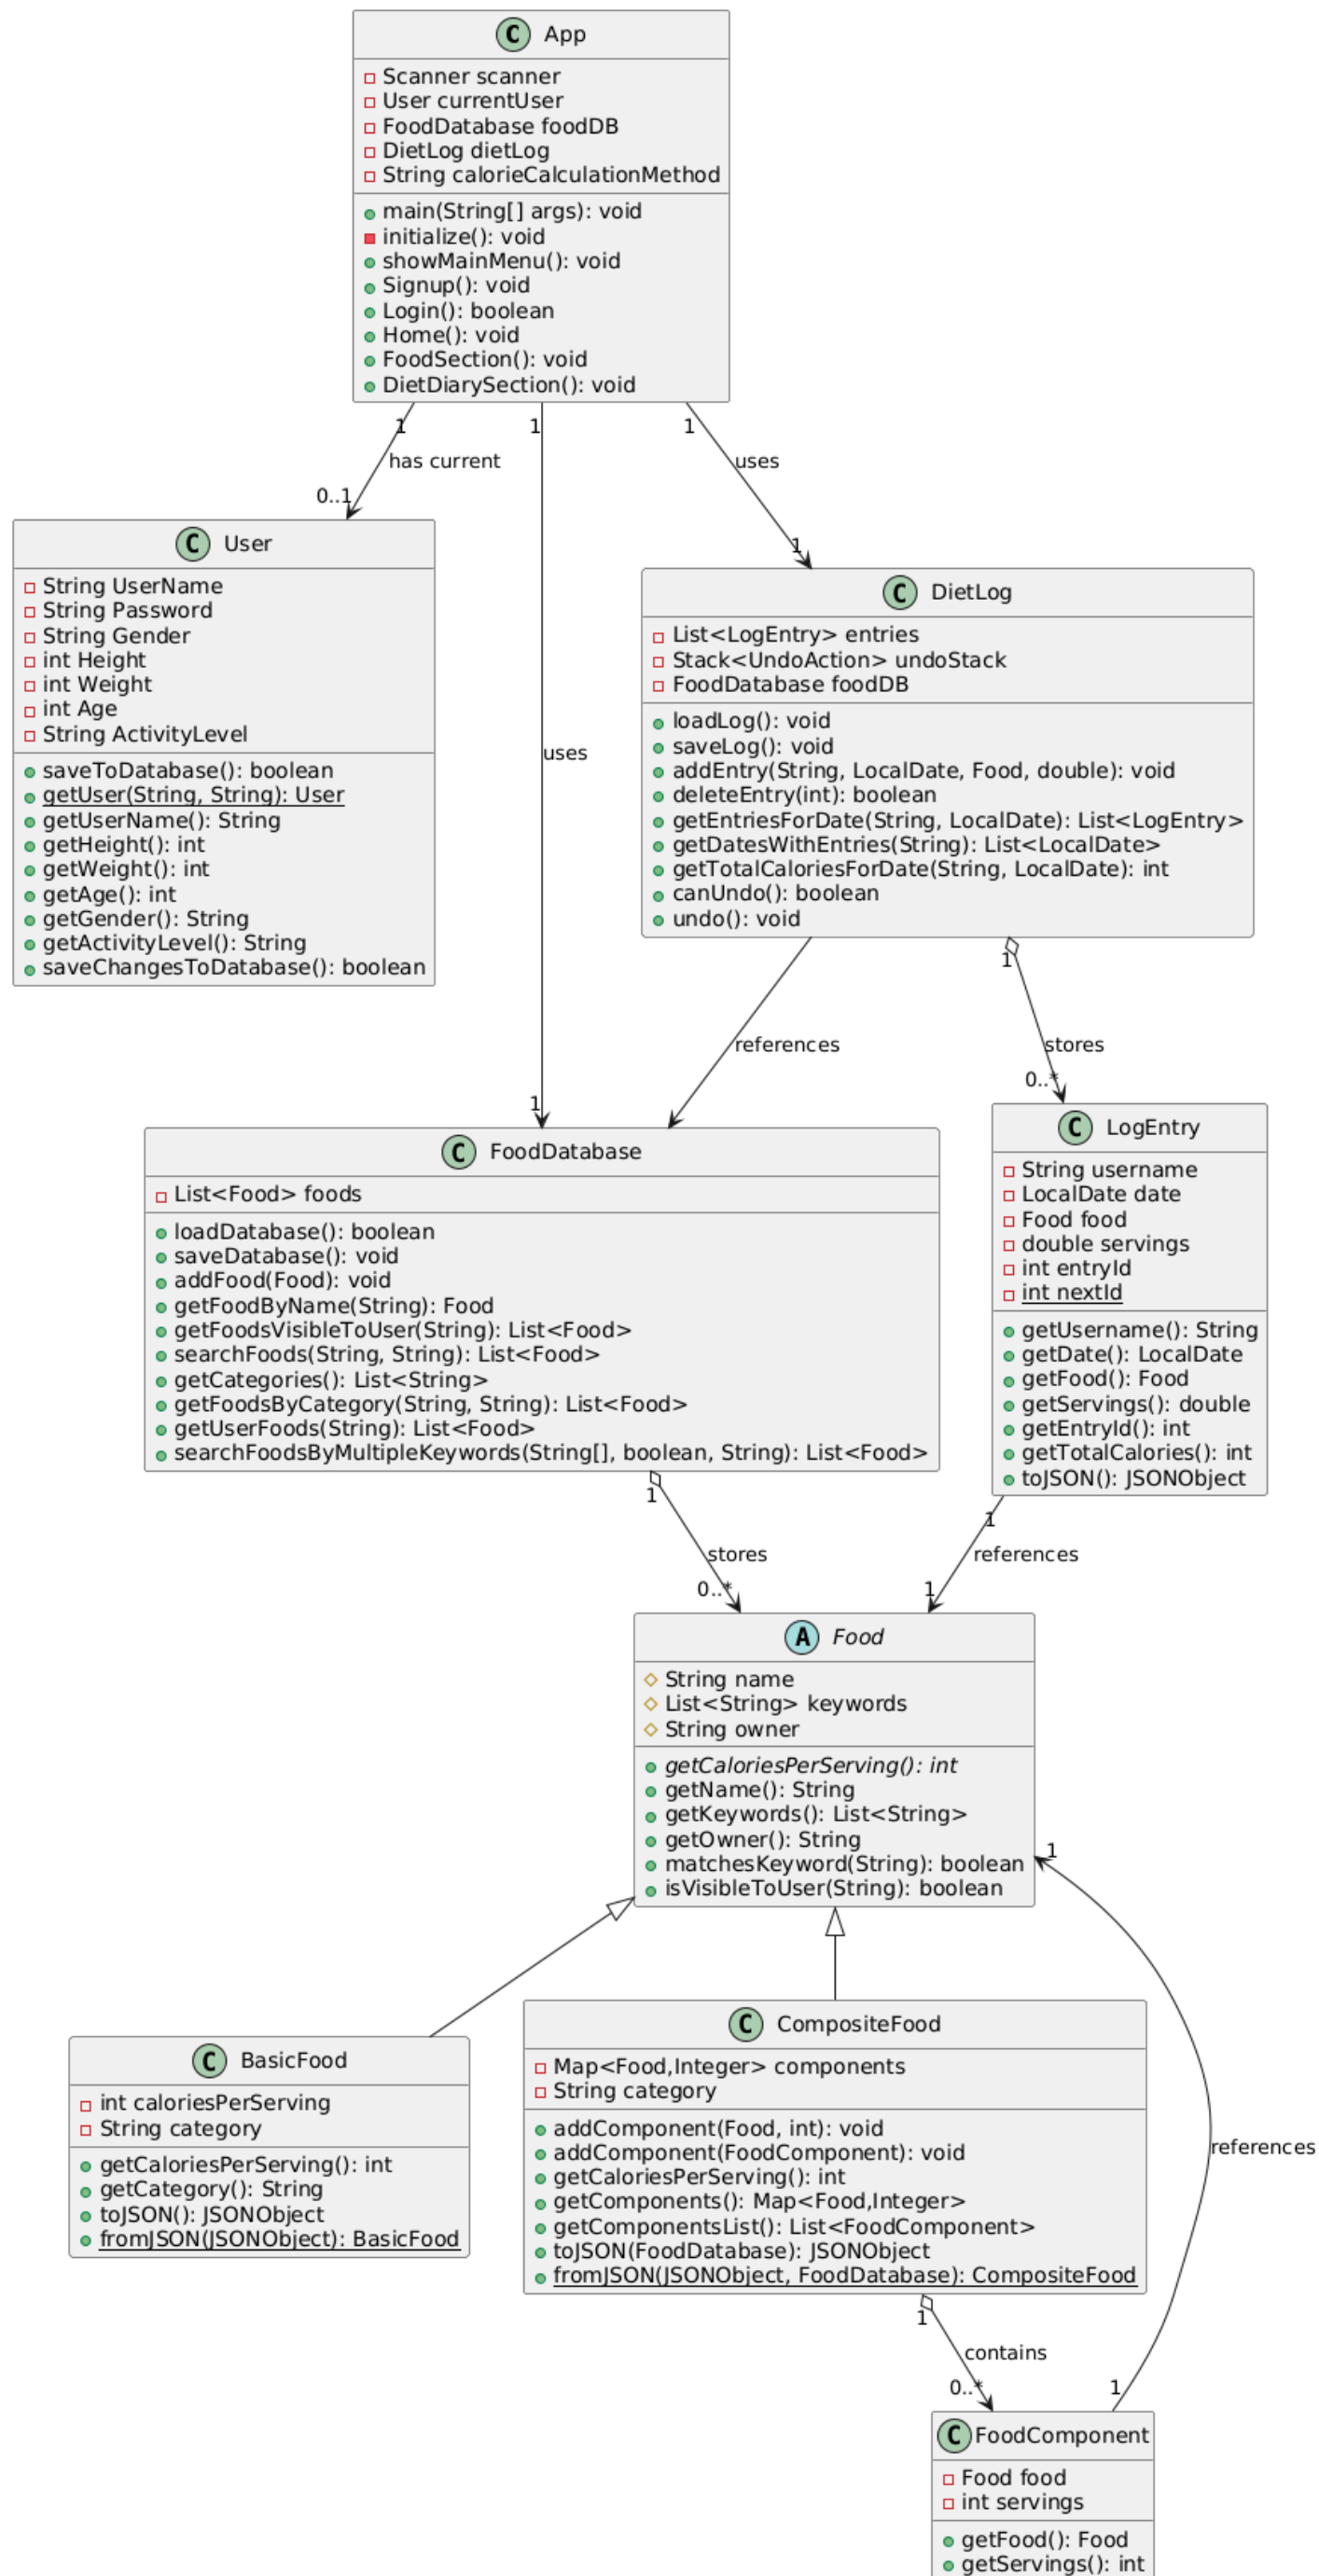 C App
Scanner scanner
User currentUser
FoodDatabase foodDB
DietLog dietLog
String calorieCalculationMethod
main(String[] args): void
initialize(): void
showMainMenu(): void
Signup(): void
Login(): boolean
Home(): void
FoodSection(): void
DietDiarySection(): void
1
1
1
has current
uses
0..1
1
C User
String UserName
String Password
String Gender
int Height
int Weight
int Age
String ActivityLevel
saveToDatabase(): boolean
getUser(String, String): User
getUserName(): String
getHeight(): int
getWeight(): int
getAge(): int
getGender(): String
getActivityLevel(): String
saveChangesToDatabase(): boolean
uses
C DietLog
List<LogEntry> entries
Stack<UndoAction> undoStack
FoodDatabase foodDB
loadLog(): void
saveLog(): void
addEntry(String, LocalDate, Food, double): void
deleteEntry(int): boolean
getEntriesForDate(String, LocalDate): List<LogEntry>
getDatesWithEntries(String): List<LocalDate>
getTotalCaloriesForDate(String, LocalDate): int
canUndo(): boolean
undo(): void
1
references
stores
0..*
1
C FoodDatabase
List<Food> foods
loadDatabase(): boolean
saveDatabase(): void
addFood(Food): void
getFoodByName(String): Food
getFoodsVisibleToUser(String): List<Food>
searchFoods(String, String): List<Food>
getCategories(): List<String>
getFoodsByCategory(String, String): List<Food>
getUserFoods(String): List<Food>
searchFoodsByMultipleKeywords(String[], boolean, String): List<Food>
C LogEntry
String username
LocalDate date
Food food
double servings
int entryId
int nextId
getUsername(): String
getDate(): LocalDate
getFood(): Food
getServings(): double
getEntryId(): int
getTotalCalories(): int
toJSON(): JSONObject
1
1
stores
references
0..*
1
A Food
String name
List<String> keywords
String owner
getCaloriesPerServing(): int
getName(): String
getKeywords(): List<String>
getOwner(): String
matchesKeyword(String): boolean
isVisibleToUser(String): boolean
1
C BasicFood
int caloriesPerServing
String category
getCaloriesPerServing(): int
getCategory(): String
toJSON(): JSONObject
fromJSON(JSONObject): BasicFood
C CompositeFood
Map<Food,Integer> components
String category
addComponent(Food, int): void
addComponent(FoodComponent): void
getCaloriesPerServing(): int
getComponents(): Map<Food,Integer>
getComponentsList(): List<FoodComponent>
toJSON(FoodDatabase): JSONObject
fromJSON(JSONObject, FoodDatabase): CompositeFood
references
1
contains
0..*
1
C FoodComponent
Food food
int servings
getFood(): Food
getServings(): int